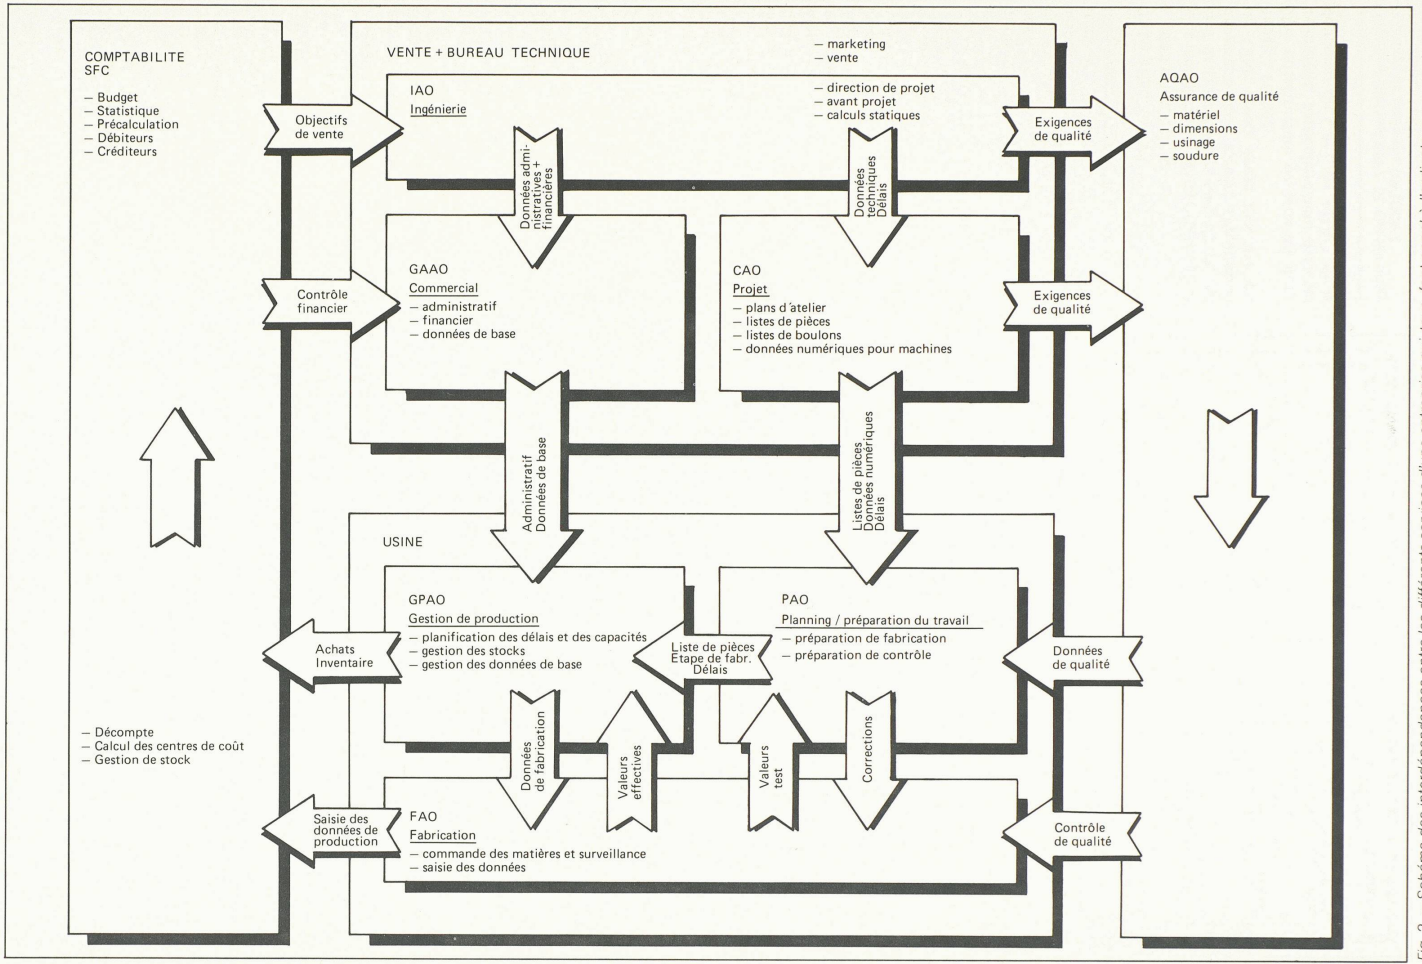 COMPTABILITE
SFC
— Budget
— Statistique
— Précalculation
— Débiteurs
— Créditeurs
— Décompte
— Calcul des centres de coût
— Gestion de stock
Objectifs
de vente
Contrôle
financier
Achats
Inventaire
Saisie des
données de
production
VENTE + BUREAU TECHNIQUE
— marketing
— vente
IAO
Ingénierie
— direction de projet
— avant projet
— calculs statiques
Données admi-
nistratives +
financières
Données
techniques
Délais
GAAO
Commercial
— administratif
— financier
— données de base
CAO
Projet
— plans d'atelier
— listes de pièces
— listes de boulons
— données numériques pour machines
Administratif
Données de base
Listes de pièces
Données numériques
Délais
USINE
GPAO
Gestion de production
— planification des délais et des capacités
— gestion des stocks
— gestion des données de base
Liste de pièces
Etape de fabr.
Délais
PAO
Planning / préparation du travail
— préparation de fabrication
— préparation de contrôle
Données
de fabrication
Valeurs
effectives
Valeurs
test
Corrections
FAO
Fabrication
— commande des matières et surveillance
— saisie des données
Exigences
de qualité
Exigences
de qualité
Données
de qualité
Contrôle
de qualité
AQAO
Assurance de qualité
— matériel
— dimensions
— usinage
— soudure